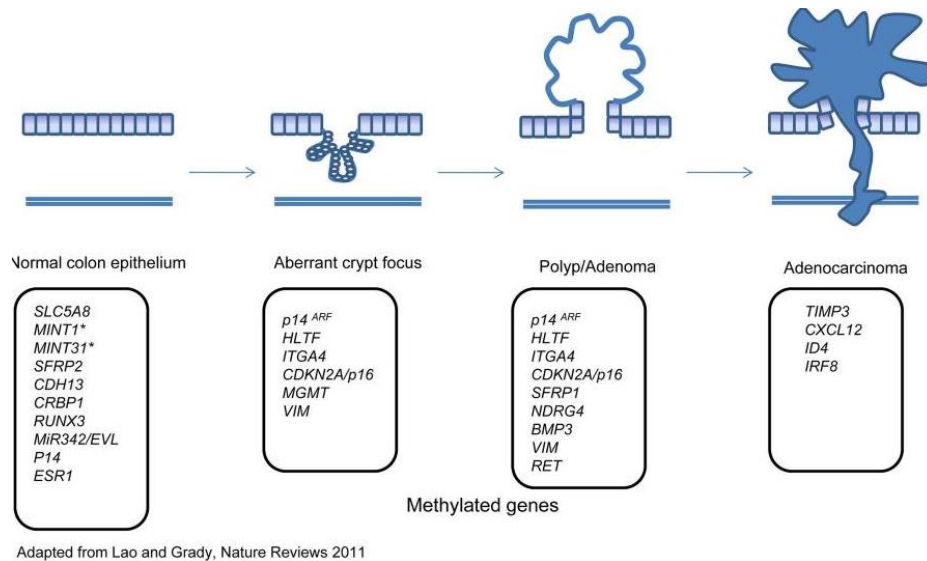 Normal colon epithelium
SLC5A8
MINT1*
MINT31*
SFRP2
CDH13
CRBP1
RUNX3
MiR342/EVL
P14
ESR1
Aberrant crypt focus
p14 ARF
HLTF
ITGA4
CDKN2A/p16
MGMT
VIM
Polyp/Adenoma
p14 ARF
HLTF
ITGA4
CDKN2A/p16
SFRP1
NDRG4
BMP3
VIM
RET
Adenocarcinoma
TIMP3
CXCL12
ID4
IRF8
Methylated genes
Adapted from Lao and Grady, Nature Reviews 2011